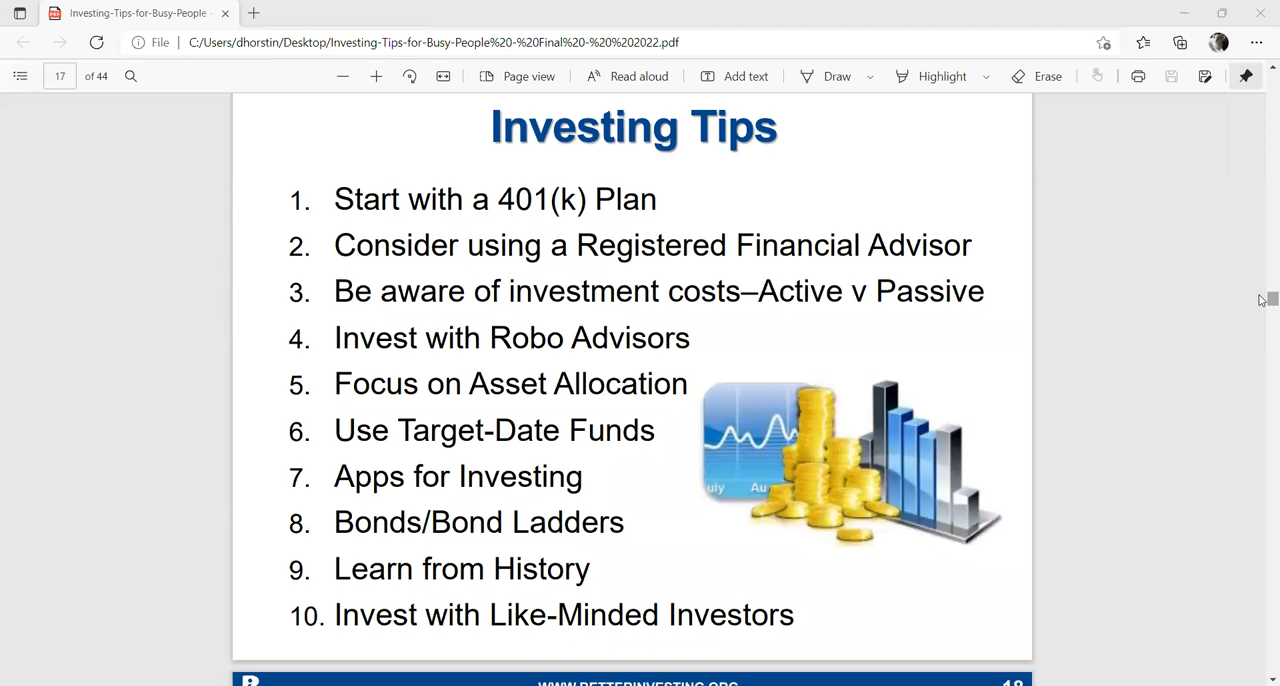 Investing-Tips-for-Busy-People -
File C:/Users/dhorstin/Desktop/Investing-Tips-for-Busy-People%20-%20Final%20-%20%202022.pdf
17 of 44 Page view Read aloud Add text Draw Highlight Erase
Investing Tips
1. Start with a 401(k) Plan
2. Consider using a Registered Financial Advisor
3. Be aware of investment costs–Active v Passive
4. Invest with Robo Advisors
5. Focus on Asset Allocation
6. Use Target-Date Funds
7. Apps for Investing
8. Bonds/Bond Ladders
9. Learn from History
10. Invest with Like-Minded Investors
WWW.BETTERINVESTING.ORG 18